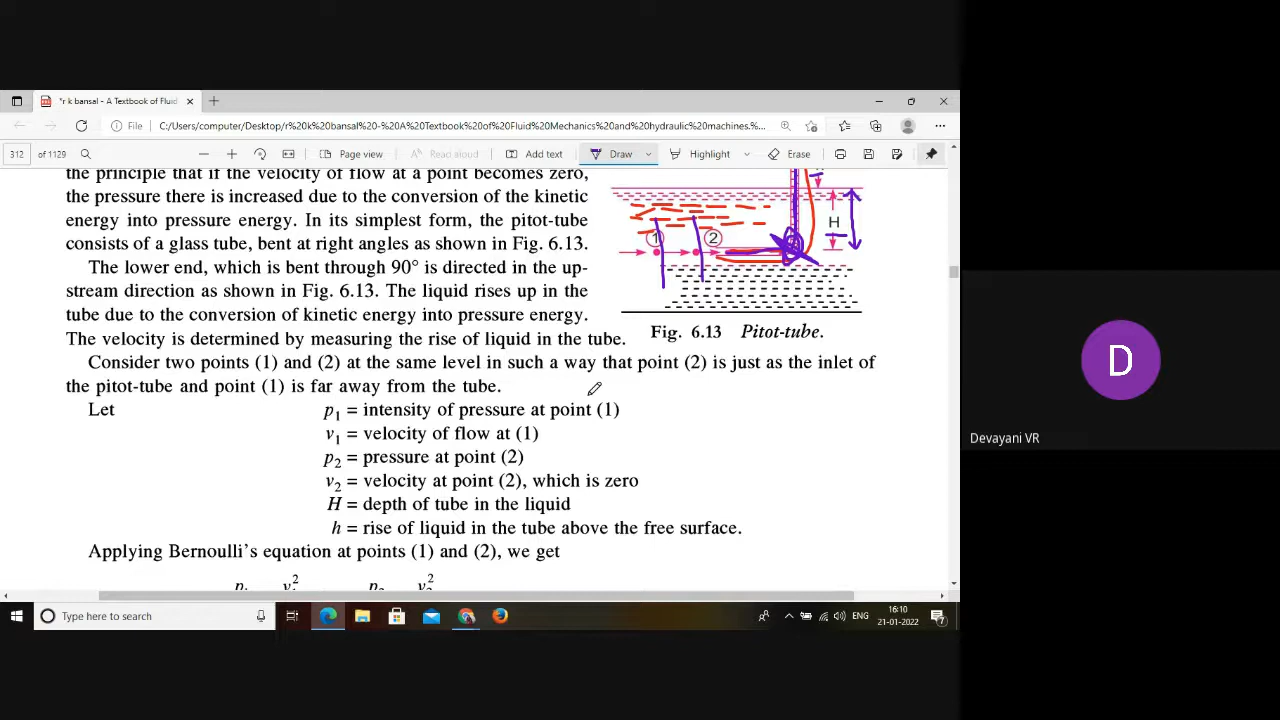 *r k bansal - A Textbook of Fluid
File
C:/Users/computer/Desktop/r%20k%20bansal%20-%20A%20Textbook%20of%20Fluid%20Mechanics%20and%20hydraulic%20machines.%...
312 of 1129
Page view
Read aloud
Add text
Draw
Highlight
Erase
the principle that if the velocity of flow at a point becomes zero,
the pressure there is increased due to the conversion of the kinetic
energy into pressure energy. In its simplest form, the pitot-tube
consists of a glass tube, bent at right angles as shown in Fig. 6.13.
The lower end, which is bent through 90° is directed in the up-
stream direction as shown in Fig. 6.13. The liquid rises up in the
tube due to the conversion of kinetic energy into pressure energy.
The velocity is determined by measuring the rise of liquid in the tube.
1
2
H
Fig. 6.13 Pitot-tube.
Consider two points (1) and (2) at the same level in such a way that point (2) is just as the inlet of
the pitot-tube and point (1) is far away from the tube.
Let p₁ = intensity of pressure at point (1)
v₁ = velocity of flow at (1)
p₂ = pressure at point (2)
v₂ = velocity at point (2), which is zero
H = depth of tube in the liquid
h = rise of liquid in the tube above the free surface.
Applying Bernoulli's equation at points (1) and (2), we get
D
Devayani VR
Type here to search
ENG
16:10
21-01-2022